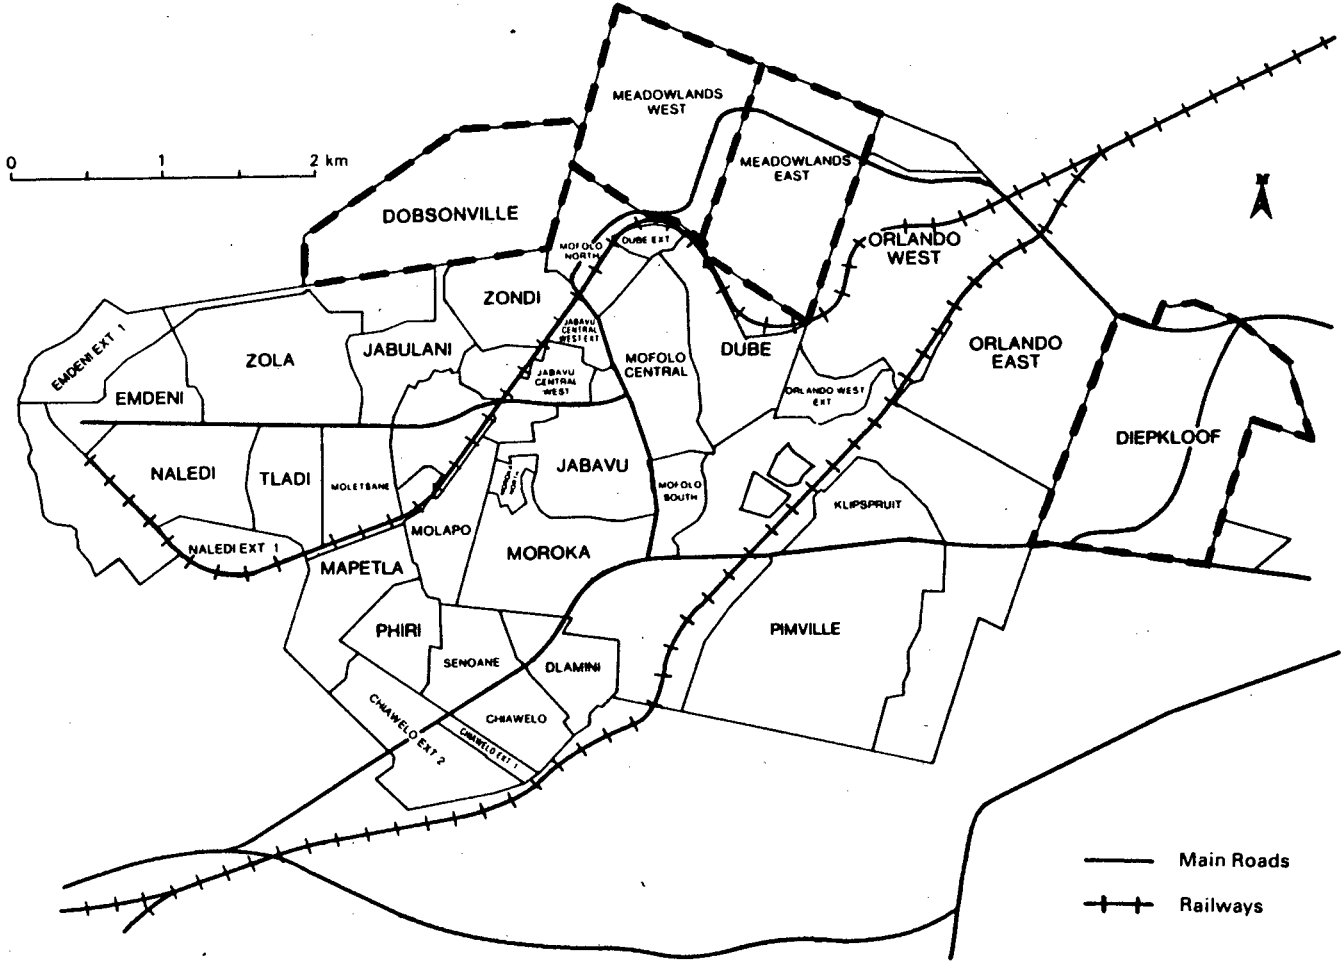 MEADOWLANDS
WEST
0 1 2 km
MEADOWLANDS
EAST
N
DOBSONVILLE
MOFOLO
NORTH
DUBE EXT
ORLANDO
WEST
ZONDI
EMDENI EXT 1
ZOLA
JABULANI
JABAVU
CENTRAL
WEST EXT
MOFOLO
CENTRAL
DUBE
ORLANDO
EAST
EMDENI
JABAVU
CENTRAL
WEST
ORLANDO WEST
EXT
DIEPKLOOF
NALEDI
TLADI
MOLETSANE
MOROKA
NORTH
JABAVU
MOFOLO
SOUTH
KLIPSPRUIT
NALEDI EXT 1
MOLAPO
MAPETLA
MOROKA
PHIRI
PIMVILLE
SENOANE
DLAMINI
CHIAWELO EXT 2
CHIAWELO
CHIAWELO EXT 1
Main Roads
Railways